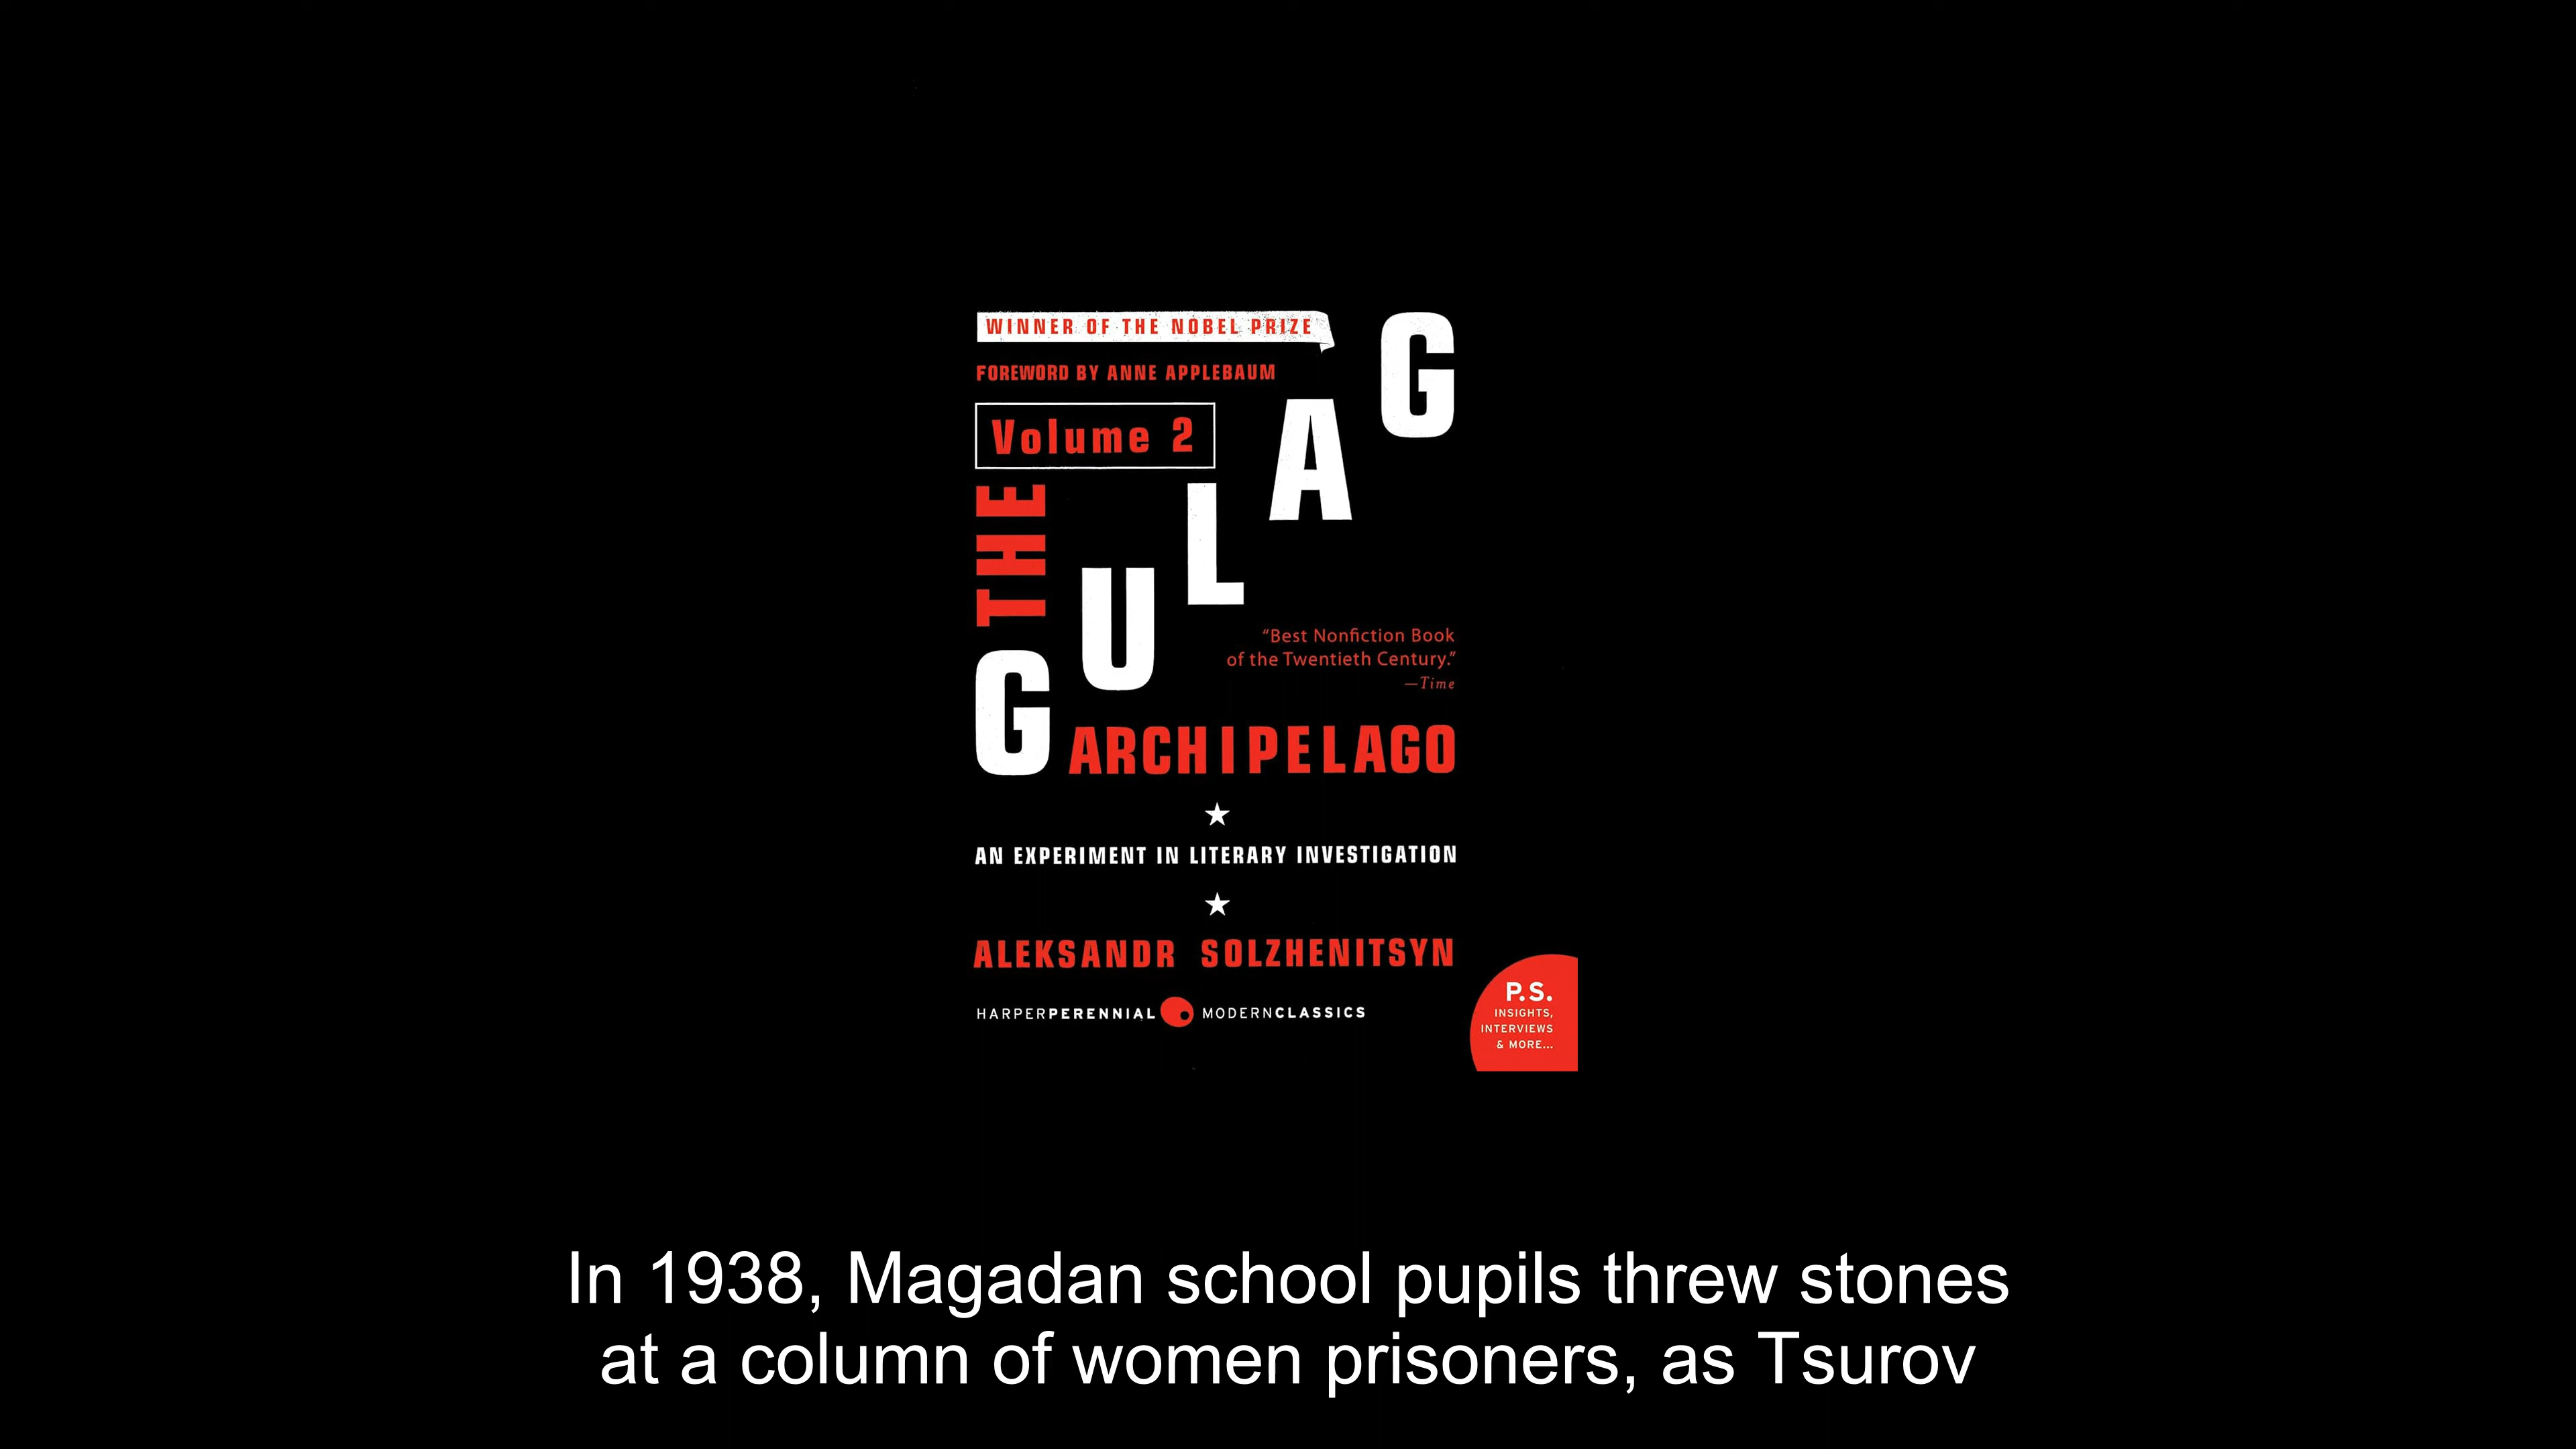 WINNER OF THE NOBEL PRIZE
FOREWORD BY ANNE APPLEBAUM
Volume 2
THE
GULAG
"Best Nonfiction Book
of the Twentieth Century."
—Time
ARCHIPELAGO
AN EXPERIMENT IN LITERARY INVESTIGATION
ALEKSANDR SOLZHENITSYN
HARPERPERENNIAL MODERNCLASSICS
P.S.
INSIGHTS,
INTERVIEWS
& MORE...
In 1938, Magadan school pupils threw stones
at a column of women prisoners, as Tsurov